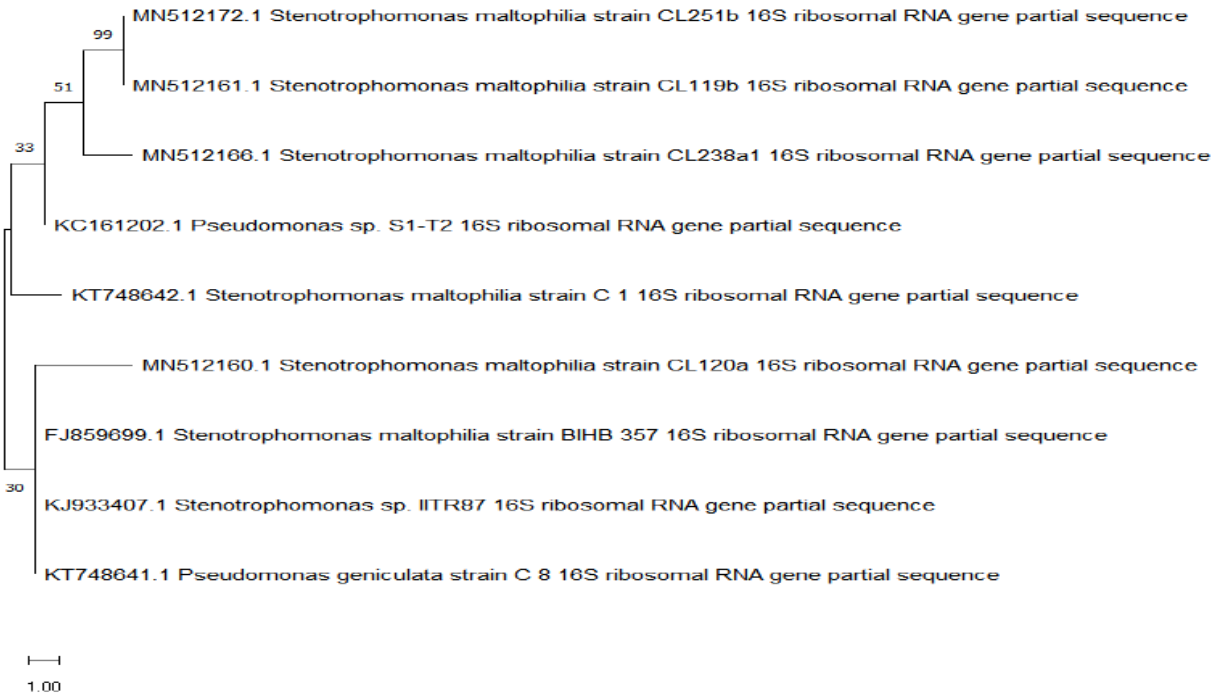 MN512172.1 Stenotrophomonas maltophilia strain CL251b 16S ribosomal RNA gene partial sequence
99
MN512161.1 Stenotrophomonas maltophilia strain CL119b 16S ribosomal RNA gene partial sequence
51
MN512166.1 Stenotrophomonas maltophilia strain CL238a1 16S ribosomal RNA gene partial sequence
33
KC161202.1 Pseudomonas sp. S1-T2 16S ribosomal RNA gene partial sequence
KT748642.1 Stenotrophomonas maltophilia strain C 1 16S ribosomal RNA gene partial sequence
MN512160.1 Stenotrophomonas maltophilia strain CL120a 16S ribosomal RNA gene partial sequence
FJ859699.1 Stenotrophomonas maltophilia strain BIHB 357 16S ribosomal RNA gene partial sequence
30
KJ933407.1 Stenotrophomonas sp. IITR87 16S ribosomal RNA gene partial sequence
KT748641.1 Pseudomonas geniculata strain C 8 16S ribosomal RNA gene partial sequence
1.00